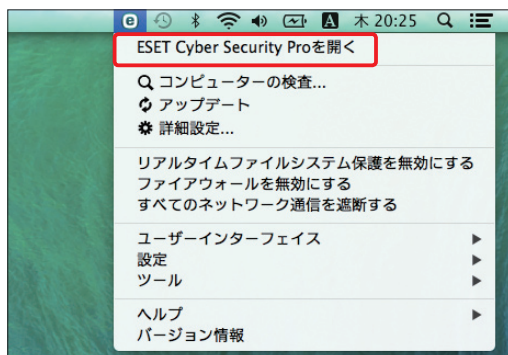 e A 木 20:25
ESET Cyber Security Proを開く
コンピューターの検査...
アップデート
詳細設定...
リアルタイムファイルシステム保護を無効にする
ファイアウォールを無効にする
すべてのネットワーク通信を遮断する
ユーザーインターフェイス
設定
ツール
ヘルプ
バージョン情報